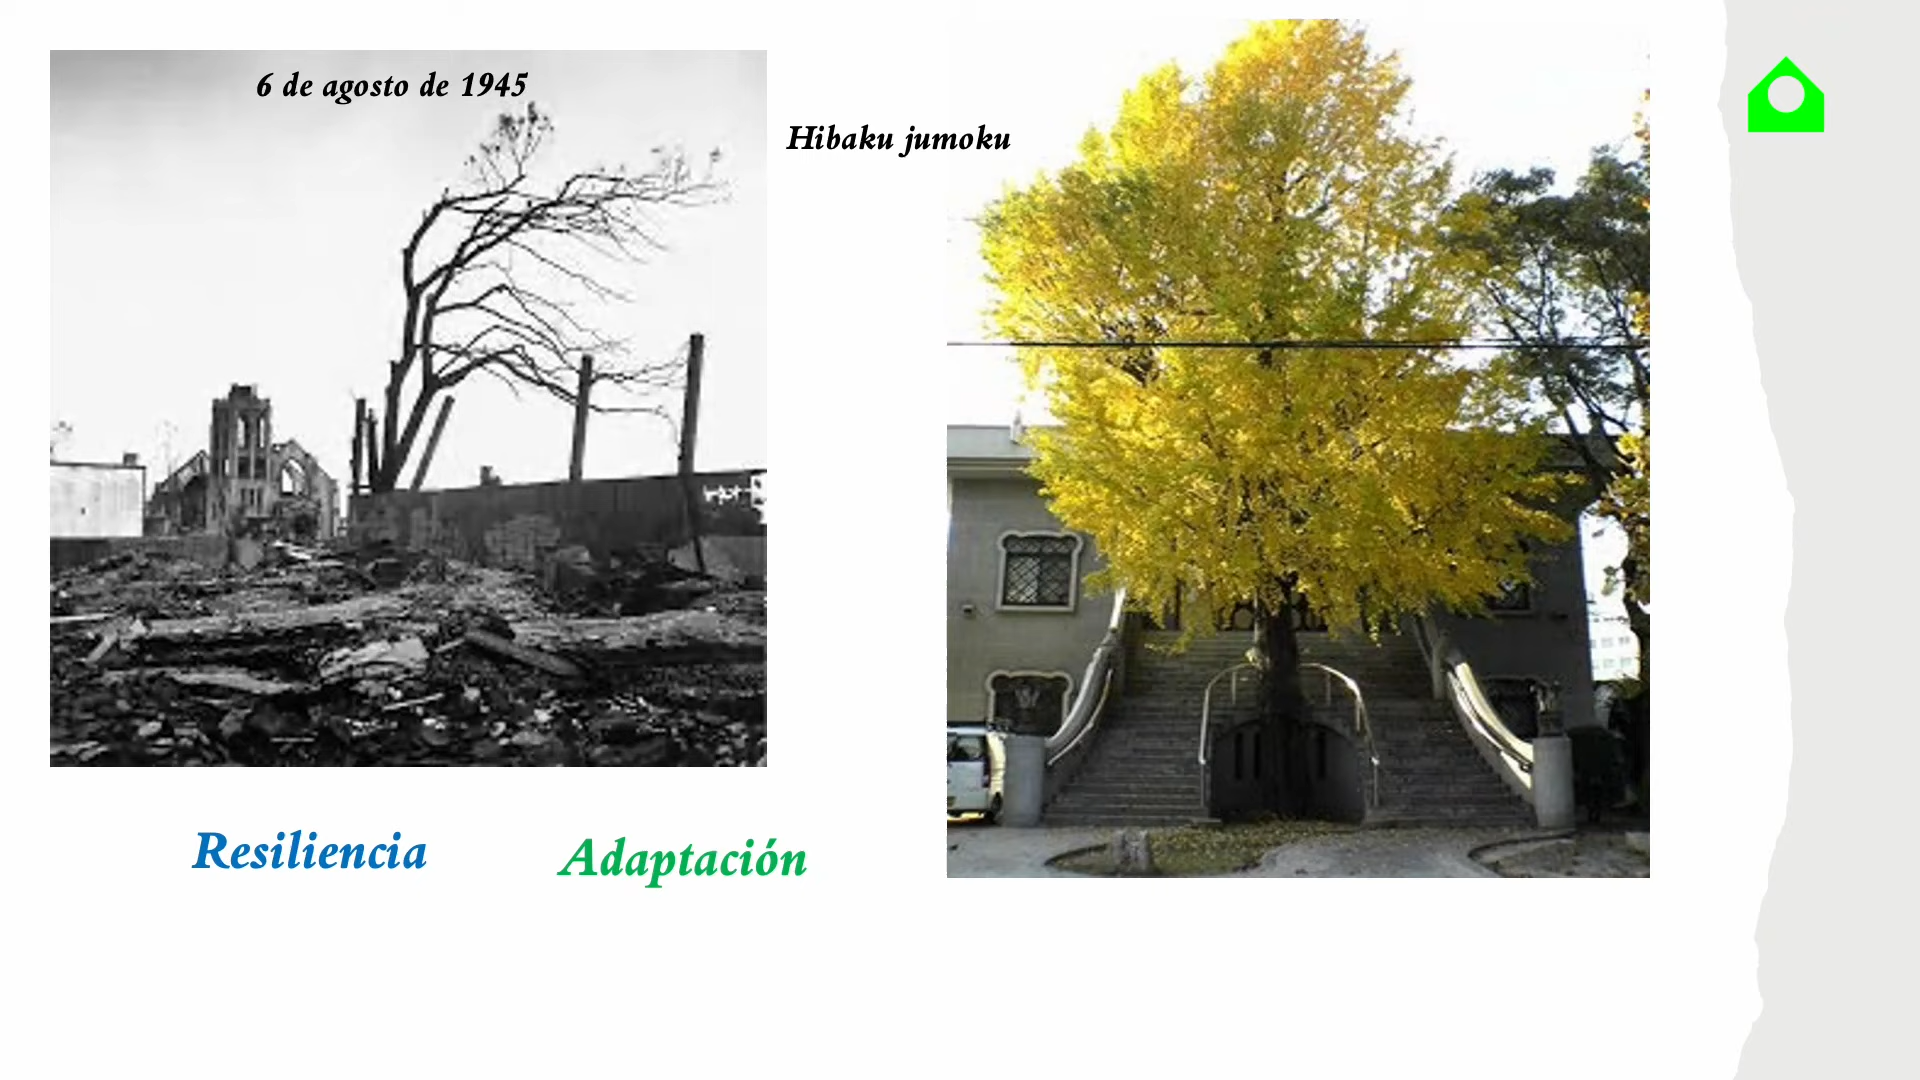 6 de agosto de 1945
Hibaku jumoku
Resiliencia
Adaptación